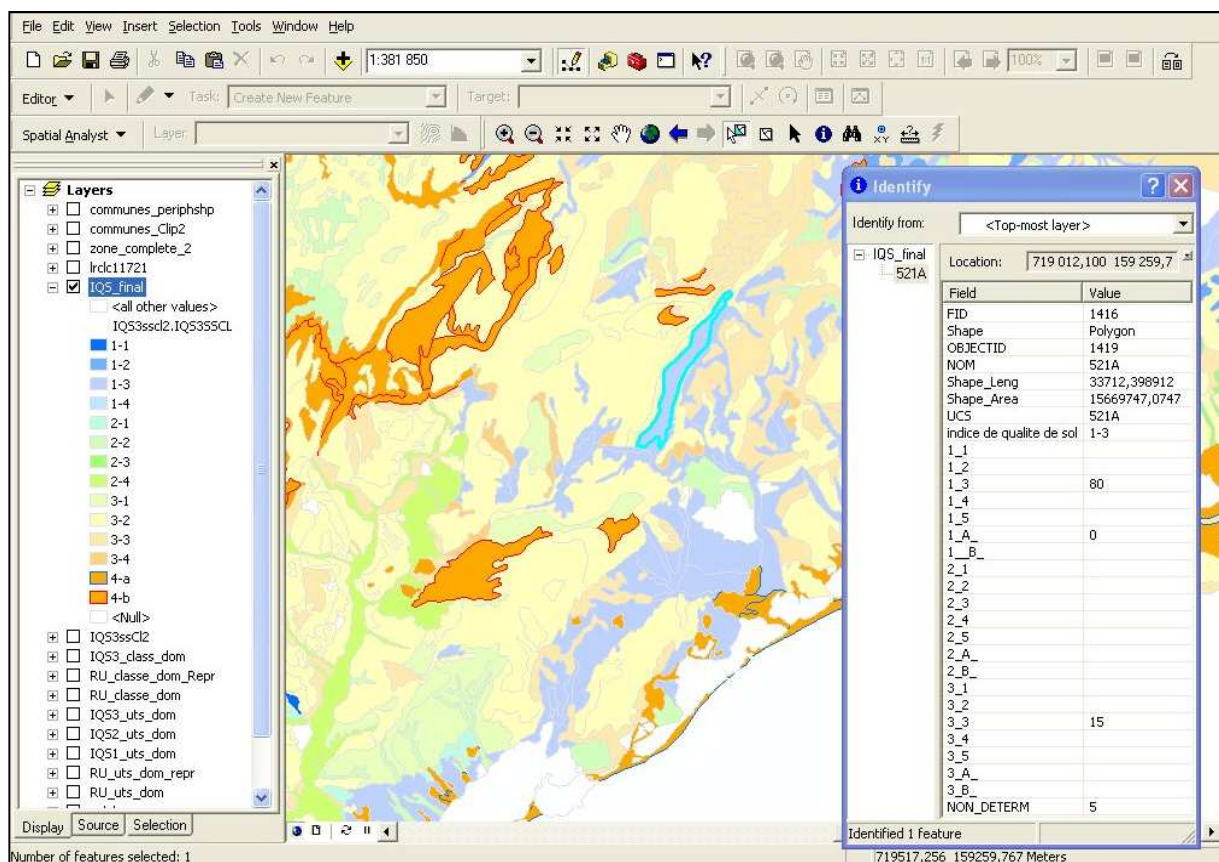 File Edit View Insert Selection Tools Window Help
1:381 850
100%
Editor Task: Create New Feature Target:
Spatial Analyst Layer:
Layers
communes_periphshp
communes_Clip2
zone_complete_2
lrclc11721
IQS_final
<all other values>
IQS3sscl2.IQS3SSCL
1-1
1-2
1-3
1-4
2-1
2-2
2-3
2-4
3-1
3-2
3-3
3-4
4-a
4-b
<Null>
IQS3ssCl2
IQS3_class_dom
RU_classe_dom_Repr
RU_classe_dom
IQS3_uts_dom
IQS2_uts_dom
IQS1_uts_dom
RU_uts_dom_repr
RU_uts_dom
Display Source Selection
Number of features selected: 1
Identify
Identify from: <Top-most layer>
IQS_final
521A
Location: 719 012,100 159 259,7
Field Value
FID 1416
Shape Polygon
OBJECTID 1419
NOM 521A
Shape_Leng 33712,398912
Shape_Area 15669747,0747
UCS 521A
indice de qualite de sol 1-3
1_1
1_2
1_3 80
1_4
1_5
1_A_ 0
1__B_
2_1
2_2
2_3
2_4
2_5
2_A_
2_B_
3_1
3_2
3_3 15
3_4
3_5
3_A_
3_B_
NON_DETERM 5
Identified 1 feature
719517,256 159259,767 Meters